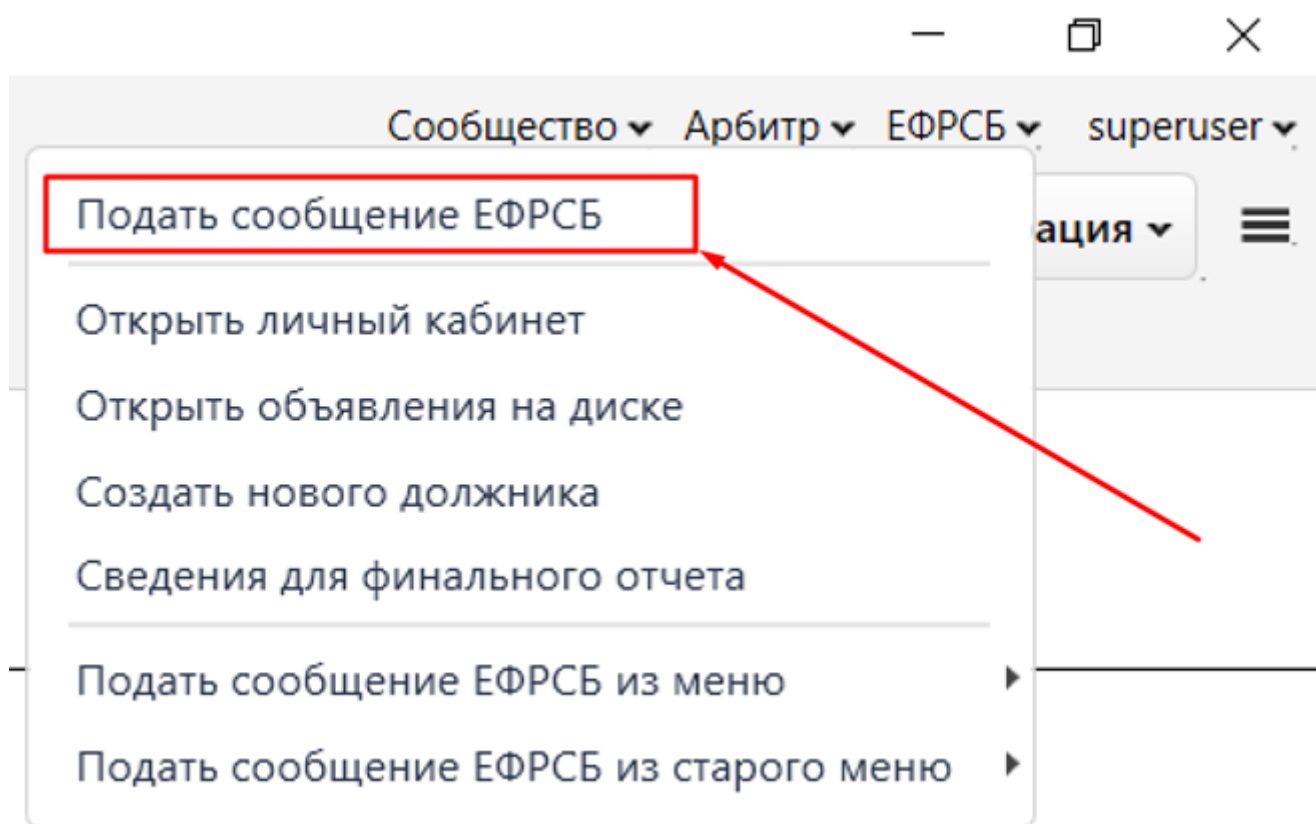 Сообщество Арбитр ЕФРСБ superuser
Подать сообщение ЕФРСБ
ация
Открыть личный кабинет
Открыть объявления на диске
Создать нового должника
Сведения для финального отчета
Подать сообщение ЕФРСБ из меню
Подать сообщение ЕФРСБ из старого меню